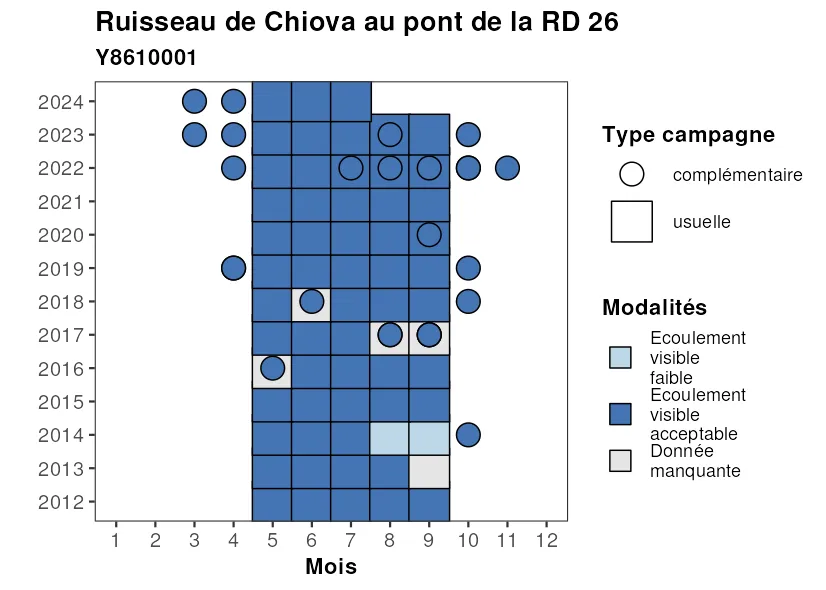 Ruisseau de Chiova au pont de la RD 26
Y8610001
2024
2023
2022
2021
2020
2019
2018
2017
2016
2015
2014
2013
2012
1 2 3 4 5 6 7 8 9 10 11 12
Mois
Type campagne
complémentaire
usuelle
Modalités
Ecoulement
visible
faible
Ecoulement
visible
acceptable
Donnée
manquante